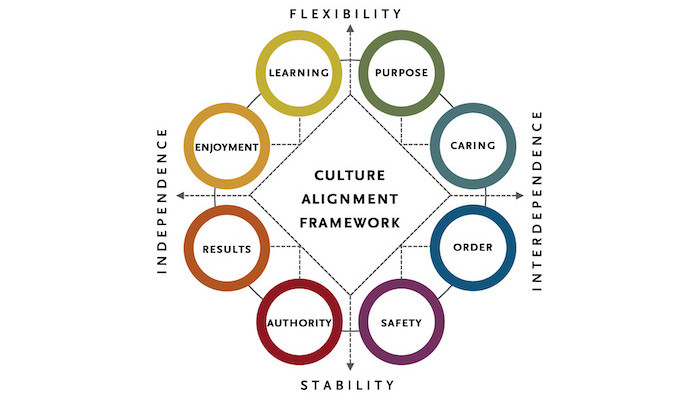 FLEXIBILITY
LEARNING
PURPOSE
ENJOYMENT
CARING
INDEPENDENCE
CULTURE
ALIGNMENT
FRAMEWORK
INTERDEPENDENCE
RESULTS
ORDER
AUTHORITY
SAFETY
STABILITY